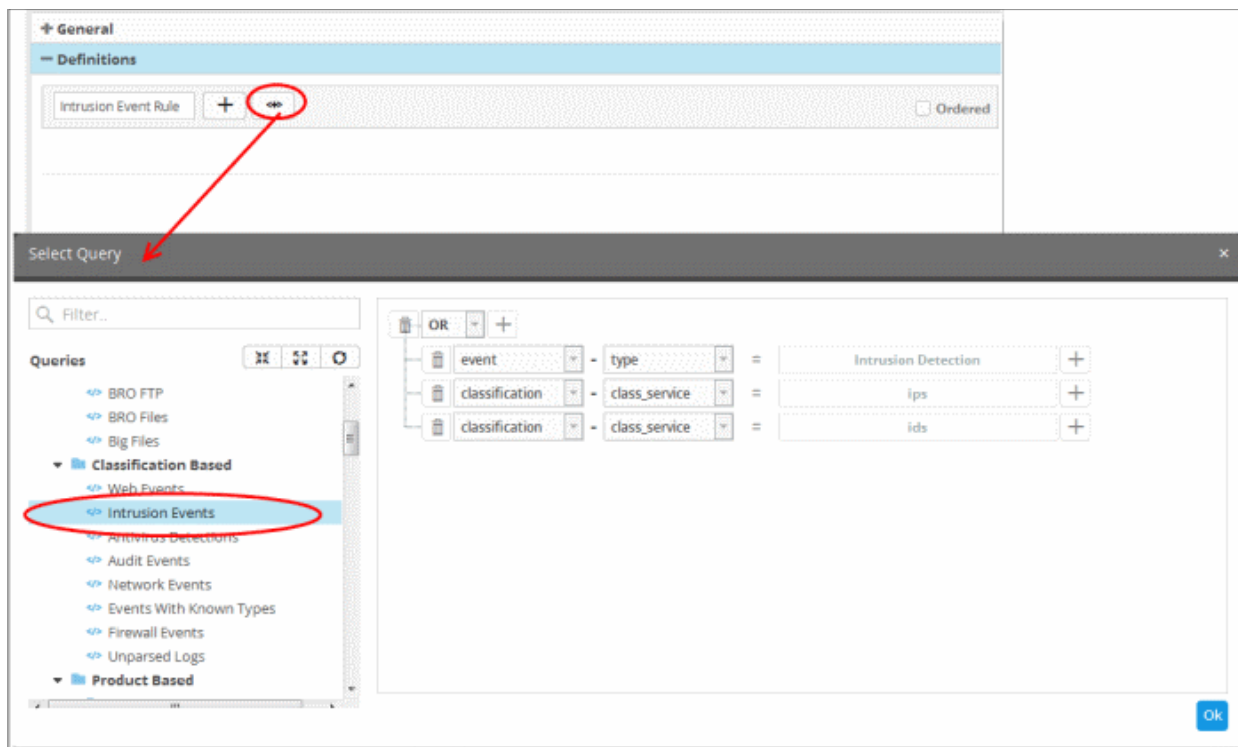 General
Definitions
Intrusion Event Rule
Ordered
Select Query
Filter..
Queries
BRO FTP
BRO Files
Big Files
Classification Based
Web Events
Intrusion Events
Antivirus Detections
Audit Events
Network Events
Events With Known Types
Firewall Events
Unparsed Logs
Product Based
OR
event - type = Intrusion Detection
classification - class_service = ips
classification - class_service = ids
Ok